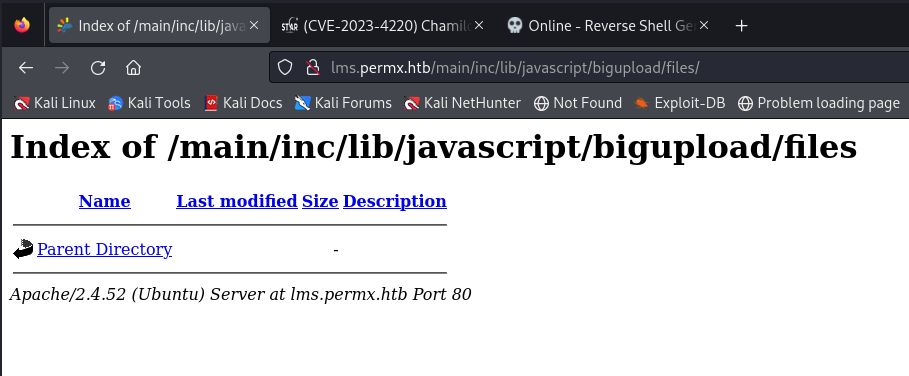 Index of /main/inc/lib/java
(CVE-2023-4220) Chamil
Online - Reverse Shell Ge
lms.permx.htb/main/inc/lib/javascript/bigupload/files/
Kali Linux Kali Tools Kali Docs Kali Forums Kali NetHunter Not Found Exploit-DB Problem loading page
Index of /main/inc/lib/javascript/bigupload/files
Name Last modified Size Description
Parent Directory -
Apache/2.4.52 (Ubuntu) Server at lms.permx.htb Port 80